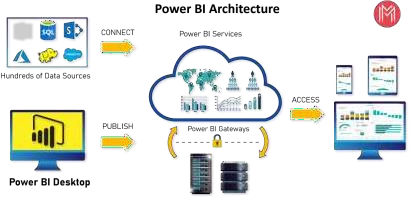 Power BI Architecture
CONNECT
Power BI Services
SQL
S
Hundreds of Data Sources
ACCESS
PUBLISH
Power BI Gateways
Power BI Desktop